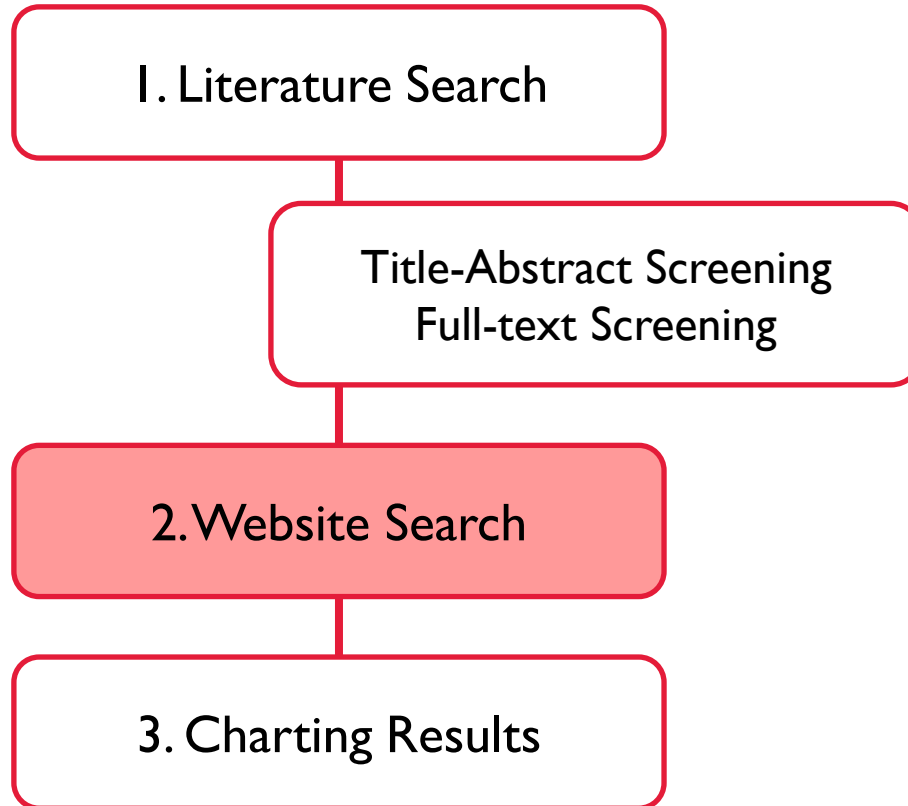 1. Literature Search
Title-Abstract Screening
Full-text Screening
2. Website Search
3. Charting Results